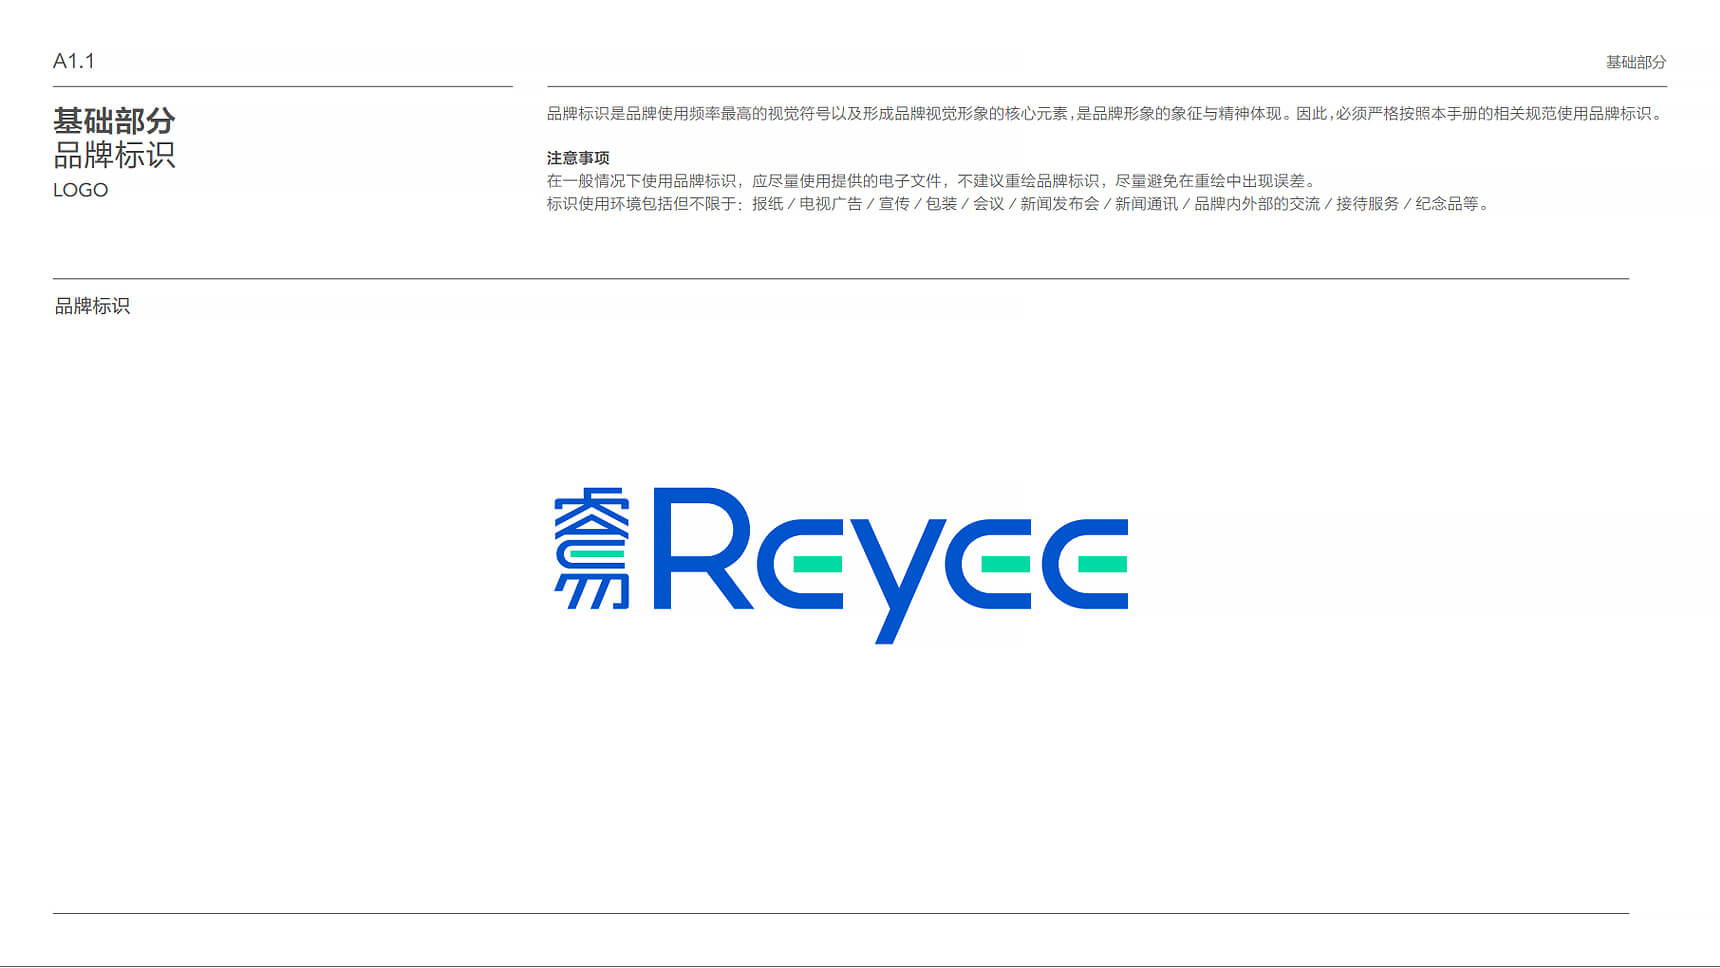 A1.1
基础部分
基础部分
品牌标识
LOGO
品牌标识是品牌使用频率最高的视觉符号以及形成品牌视觉形象的核心元素，是品牌形象的象征与精神体现。因此，必须严格按照本手册的相关规范使用品牌标识。
注意事项
在一般情况下使用品牌标识，应尽量使用提供的电子文件，不建议重绘品牌标识，尽量避免在重绘中出现误差。
标识使用环境包括但不限于：报纸 / 电视广告 / 宣传 / 包装 / 会议 / 新闻发布会 / 新闻通讯 / 品牌内外部的交流 / 接待服务 / 纪念品等。
品牌标识
睿易 Reyee